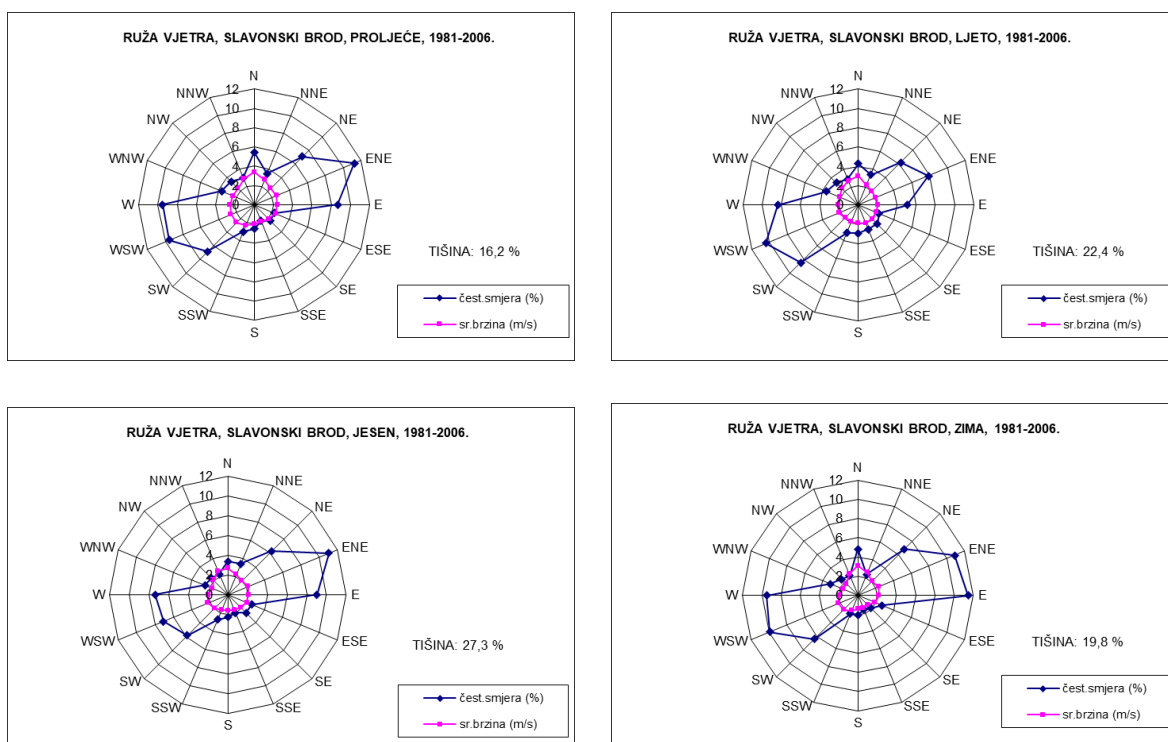 RUŽA VJETRA, SLAVONSKI BROD, PROLJEĆE, 1981-2006.
N
NNW
NNE
NW
NE
WNW
ENE
W
E
WSW
ESE
SW
SE
SSW
SSE
S
12
10
8
6
4
2
0
TIŠINA: 16,2 %
čest.smjera (%)
sr.brzina (m/s)
RUŽA VJETRA, SLAVONSKI BROD, LJETO, 1981-2006.
N
NNW
NNE
NW
NE
WNW
ENE
W
E
WSW
ESE
SW
SE
SSW
SSE
S
12
10
8
6
4
2
0
TIŠINA: 22,4 %
čest.smjera (%)
sr.brzina (m/s)
RUŽA VJETRA, SLAVONSKI BROD, JESEN, 1981-2006.
N
NNW
NNE
NW
NE
WNW
ENE
W
E
WSW
ESE
SW
SE
SSW
SSE
S
12
10
8
6
4
2
0
TIŠINA: 27,3 %
čest.smjera (%)
sr.brzina (m/s)
RUŽA VJETRA, SLAVONSKI BROD, ZIMA, 1981-2006.
N
NNW
NNE
NW
NE
WNW
ENE
W
E
WSW
ESE
SW
SE
SSW
SSE
S
12
10
8
6
4
2
0
TIŠINA: 19,8 %
čest.smjera (%)
sr.brzina (m/s)